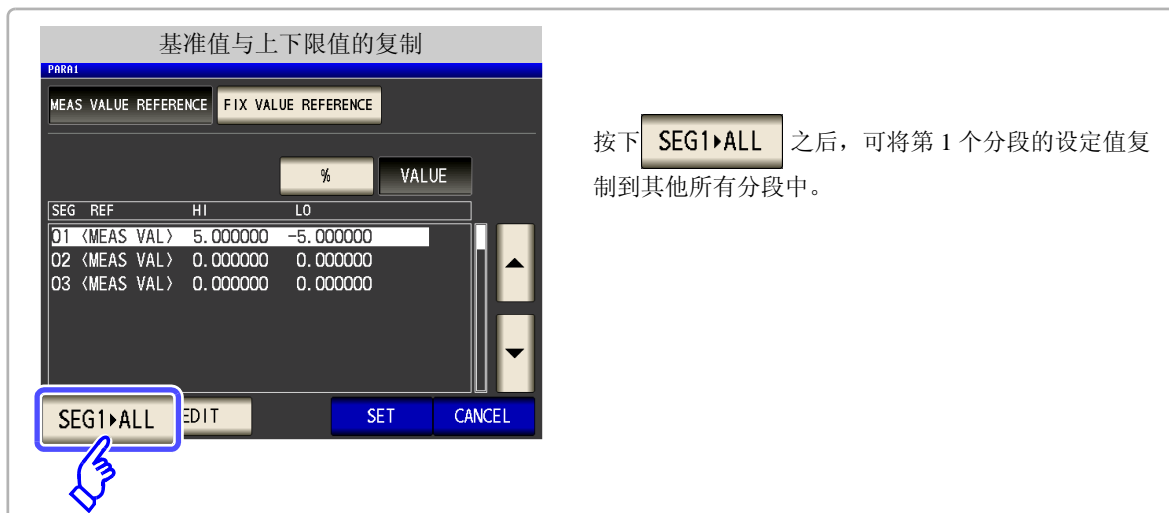 基准值与上下限值的复制
PARA1
MEAS VALUE REFERENCE FIX VALUE REFERENCE
% VALUE
SEG REF HI LO
01 〈MEAS VAL〉 5.000000 -5.000000
02 〈MEAS VAL〉 0.000000 0.000000
03 〈MEAS VAL〉 0.000000 0.000000
SEG1▸ALL EDIT SET CANCEL
按下 SEG1▸ALL 之后，可将第 1 个分段的设定值复
制到其他所有分段中。